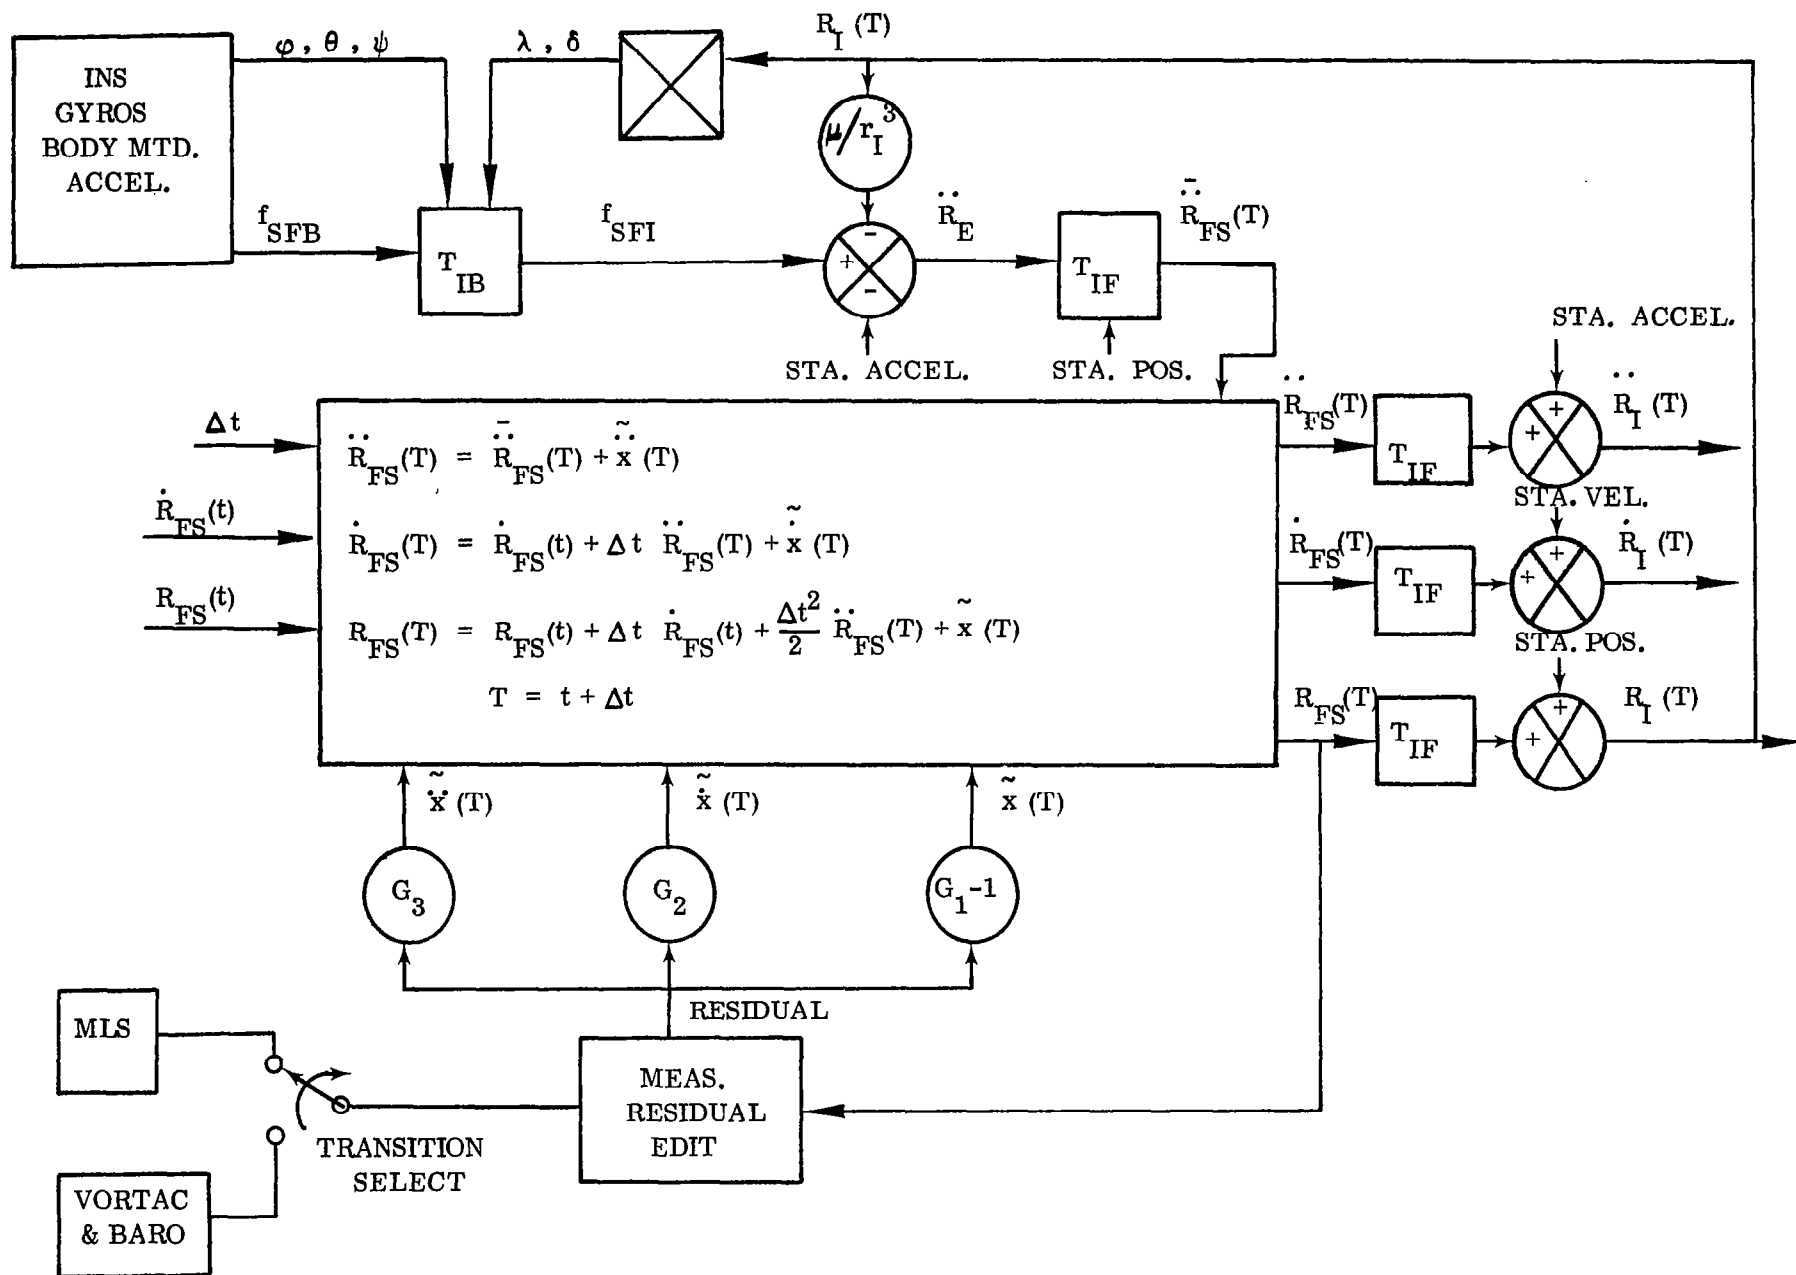 INS
GYROS
BODY MTD.
ACCEL.
φ, θ, ψ
λ, δ
R_I (T)
μ/r_I^3
f_SFB
T_IB
f_SFI
+
-
-
R̈_E
T_IF
R̈̄_FS(T)
STA. ACCEL.
STA. POS.
STA. ACCEL.
Δt
Ṙ_FS(t)
R_FS(t)
R̈_FS(T) = R̈̄_FS(T) + ẍ̃ (T)
Ṙ_FS(T) = Ṙ_FS(t) + Δt R̈_FS(T) + ẋ̃ (T)
R_FS(T) = R_FS(t) + Δt Ṙ_FS(t) + Δt²/2 R̈_FS(T) + x̃ (T)
T = t + Δt
R̈_FS(T)
T_IF
+
+
R̈_I (T)
STA. VEL.
Ṙ_FS(T)
T_IF
+
+
Ṙ_I (T)
STA. POS.
R_FS(T)
T_IF
+
+
R_I (T)
ẍ̃ (T)
ẋ̃ (T)
x̃ (T)
G_3
G_2
G_1-1
RESIDUAL
MLS
MEAS.
RESIDUAL
EDIT
TRANSITION
SELECT
VORTAC
& BARO